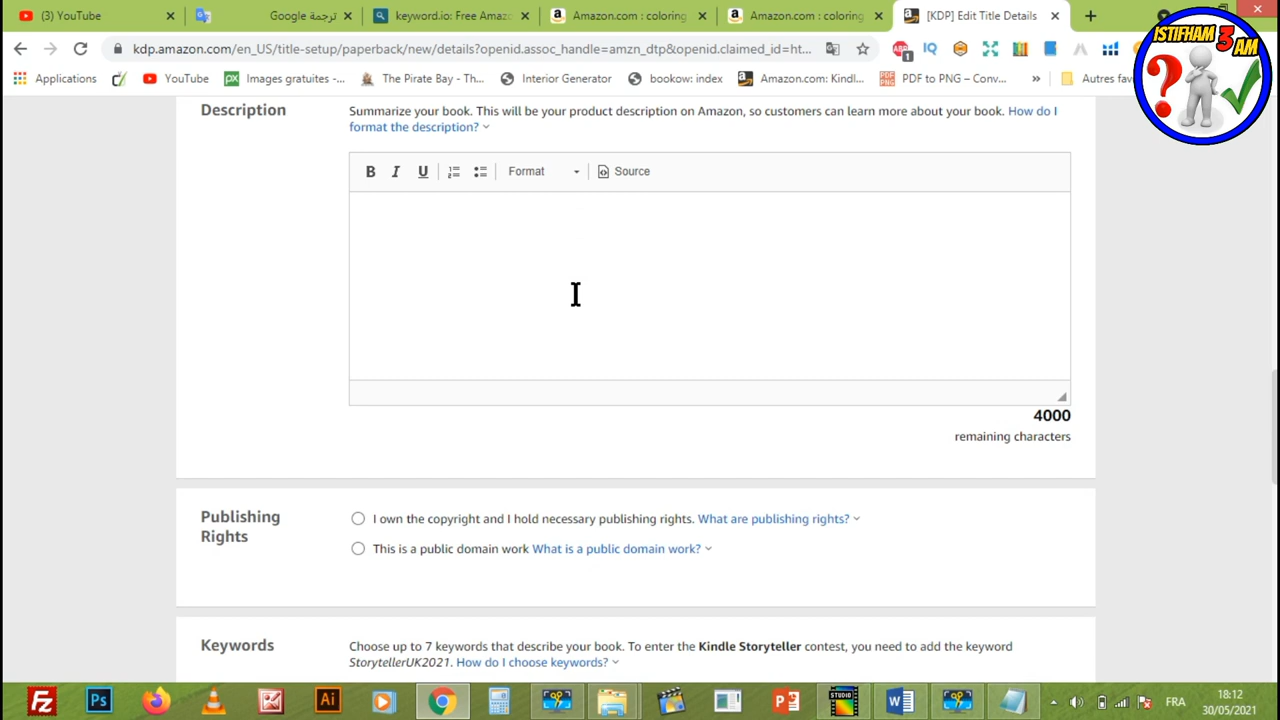 (3) YouTube
ترجمة Google
keyword.io: Free Amaz
Amazon.com : coloring
Amazon.com : coloring
[KDP] Edit Title Details
kdp.amazon.com/en_US/title-setup/paperback/new/details?openid.assoc_handle=amzn_dtp&openid.claimed_id=ht...
1
IQ
Applications
YouTube
px
Images gratuites -...
The Pirate Bay - Th...
Interior Generator
bookow: index
Amazon.com: Kindl...
PDF to PNG – Conv...
»
Autres fav
ISTIFHAM 3 AM
Description
Summarize your book. This will be your product description on Amazon, so customers can learn more about your book. How do I
format the description?
B I U
Format
Source
4000
remaining characters
Publishing
Rights
I own the copyright and I hold necessary publishing rights. What are publishing rights?
This is a public domain work What is a public domain work?
Keywords
Choose up to 7 keywords that describe your book. To enter the Kindle Storyteller contest, you need to add the keyword
StorytellerUK2021. How do I choose keywords?
Fz
Ps
Ai
STUDIO
W
FRA
18:12
30/05/2021